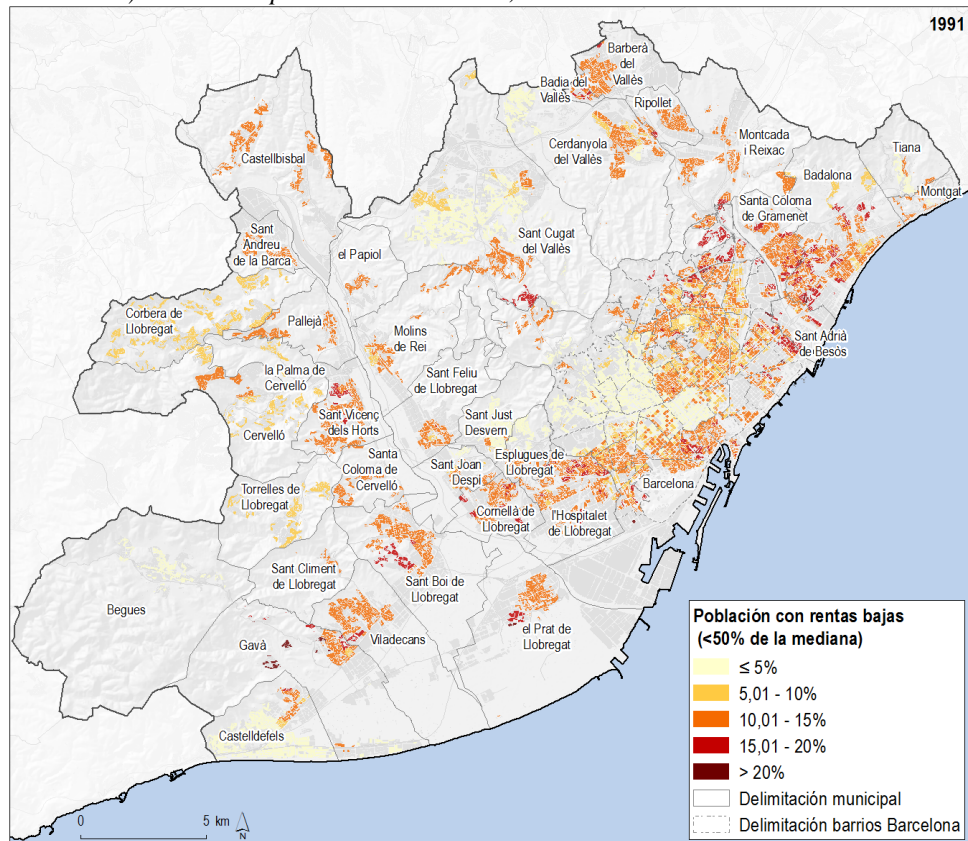 1991
Barberà
del
Vallès
Badia del
Vallès
Ripollet
Cerdanyola
del Vallès
Montcada
i Reixac
Tiana
Badalona
Montgat
Castellbisbal
Santa Coloma
de Gramenet
Sant
Andreu
de la Barca
el Papiol
Sant Cugat
del Vallès
Corbera de
Llobregat
Pallejà
Molins
de Rei
Sant Adrià
de Besòs
la Palma de
Cervelló
Sant Feliu
de Llobregat
Sant Vicenç
dels Horts
Sant Just
Desvern
Cervelló
Santa
Coloma de
Cervelló
Sant Joan
Despí
Esplugues de
Llobregat
Barcelona
Torrelles de
Llobregat
Cornellà de
Llobregat
l'Hospitalet
de Llobregat
Sant Climent
de Llobregat
Sant Boi de
Llobregat
Begues
Gavà
Viladecans
el Prat de
Llobregat
Castelldefels
Población con rentas bajas
(<50% de la mediana)
≤ 5%
5,01 - 10%
10,01 - 15%
15,01 - 20%
> 20%
Delimitación municipal
Delimitación barrios Barcelona
0 5 km
N